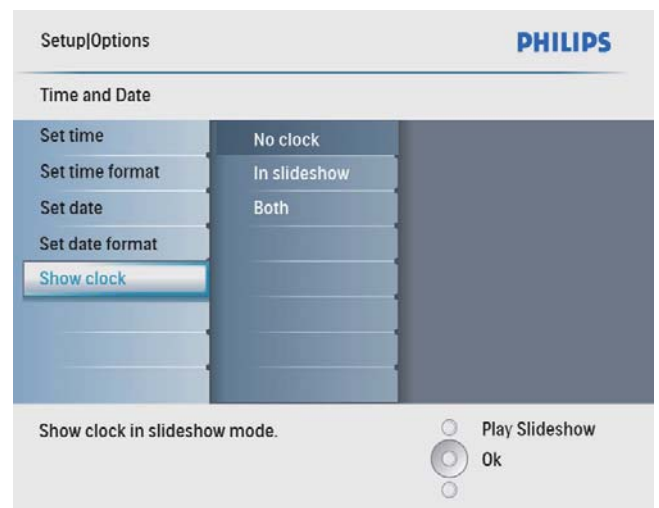 Setup|Options
PHILIPS
Time and Date
Set time
No clock
Set time format
In slideshow
Set date
Both
Set date format
Show clock
Show clock in slideshow mode.
Play Slideshow
Ok